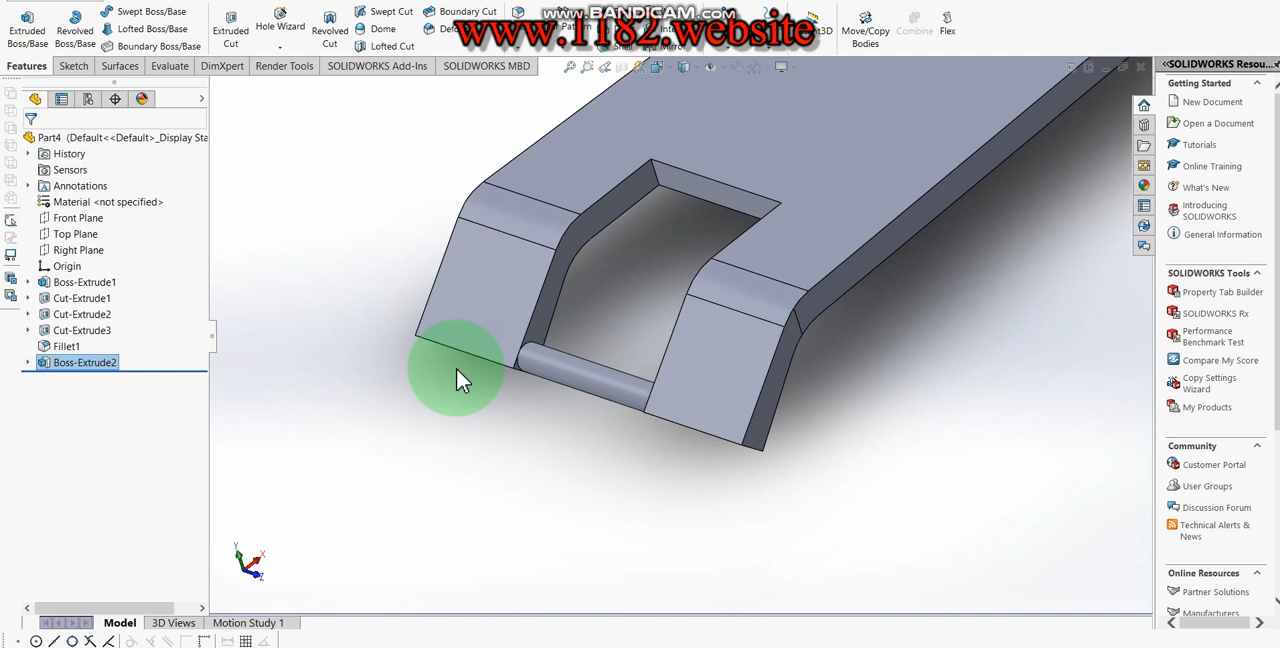 www.BANDICAM.com
www.1182.website
Extruded Boss/Base
Revolved Boss/Base
Swept Boss/Base
Lofted Boss/Base
Boundary Boss/Base
Extruded Cut
Hole Wizard
Revolved Cut
Swept Cut
Dome
Lofted Cut
Boundary Cut
Shell
Mirror
Move/Copy Bodies
Combine
Flex
Features
Sketch
Surfaces
Evaluate
DimXpert
Render Tools
SOLIDWORKS Add-Ins
SOLIDWORKS MBD
Part4 (Default<<Default>_Display Sta
History
Sensors
Annotations
Material <not specified>
Front Plane
Top Plane
Right Plane
Origin
Boss-Extrude1
Cut-Extrude1
Cut-Extrude2
Cut-Extrude3
Fillet1
Boss-Extrude2
Y
X
Z
Model
3D Views
Motion Study 1
SOLIDWORKS Resou...
Getting Started
New Document
Open a Document
Tutorials
Online Training
What's New
Introducing
SOLIDWORKS
General Information
SOLIDWORKS Tools
Property Tab Builder
SOLIDWORKS Rx
Performance
Benchmark Test
Compare My Score
Copy Settings
Wizard
My Products
Community
Customer Portal
User Groups
Discussion Forum
Technical Alerts &
News
Online Resources
Partner Solutions
Manufacturers